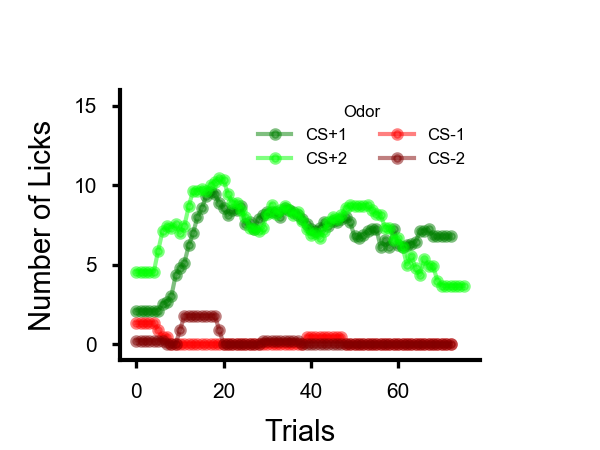 15
10
5
0
Number of Licks
Odor
CS+1 CS-1
CS+2 CS-2
0 20 40 60
Trials